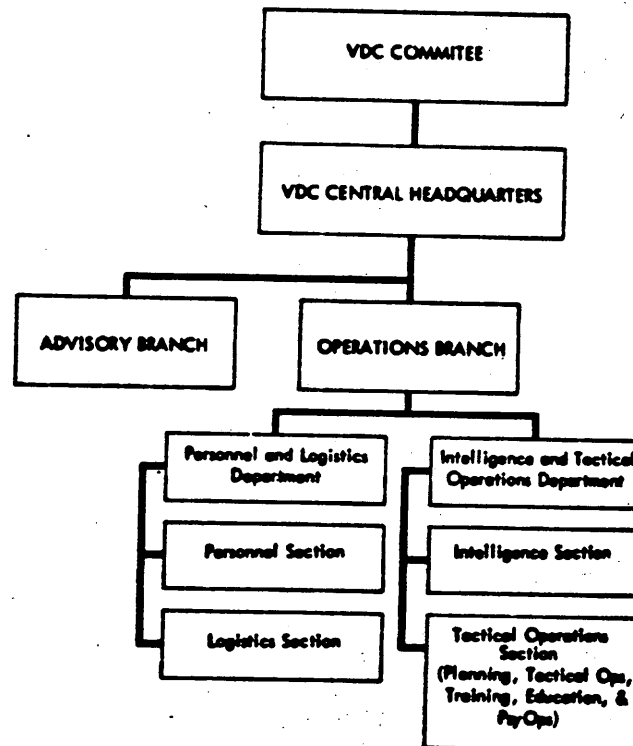 VDC COMMITEE
VDC CENTRAL HEADQUARTERS
ADVISORY BRANCH
OPERATIONS BRANCH
Personnel and Logistics
Department
Intelligence and Tactical
Operations Department
Personnel Section
Intelligence Section
Logistics Section
Tactical Operations
Section
(Planning, Tactical Ops,
Training, Education, &
PsyOps)